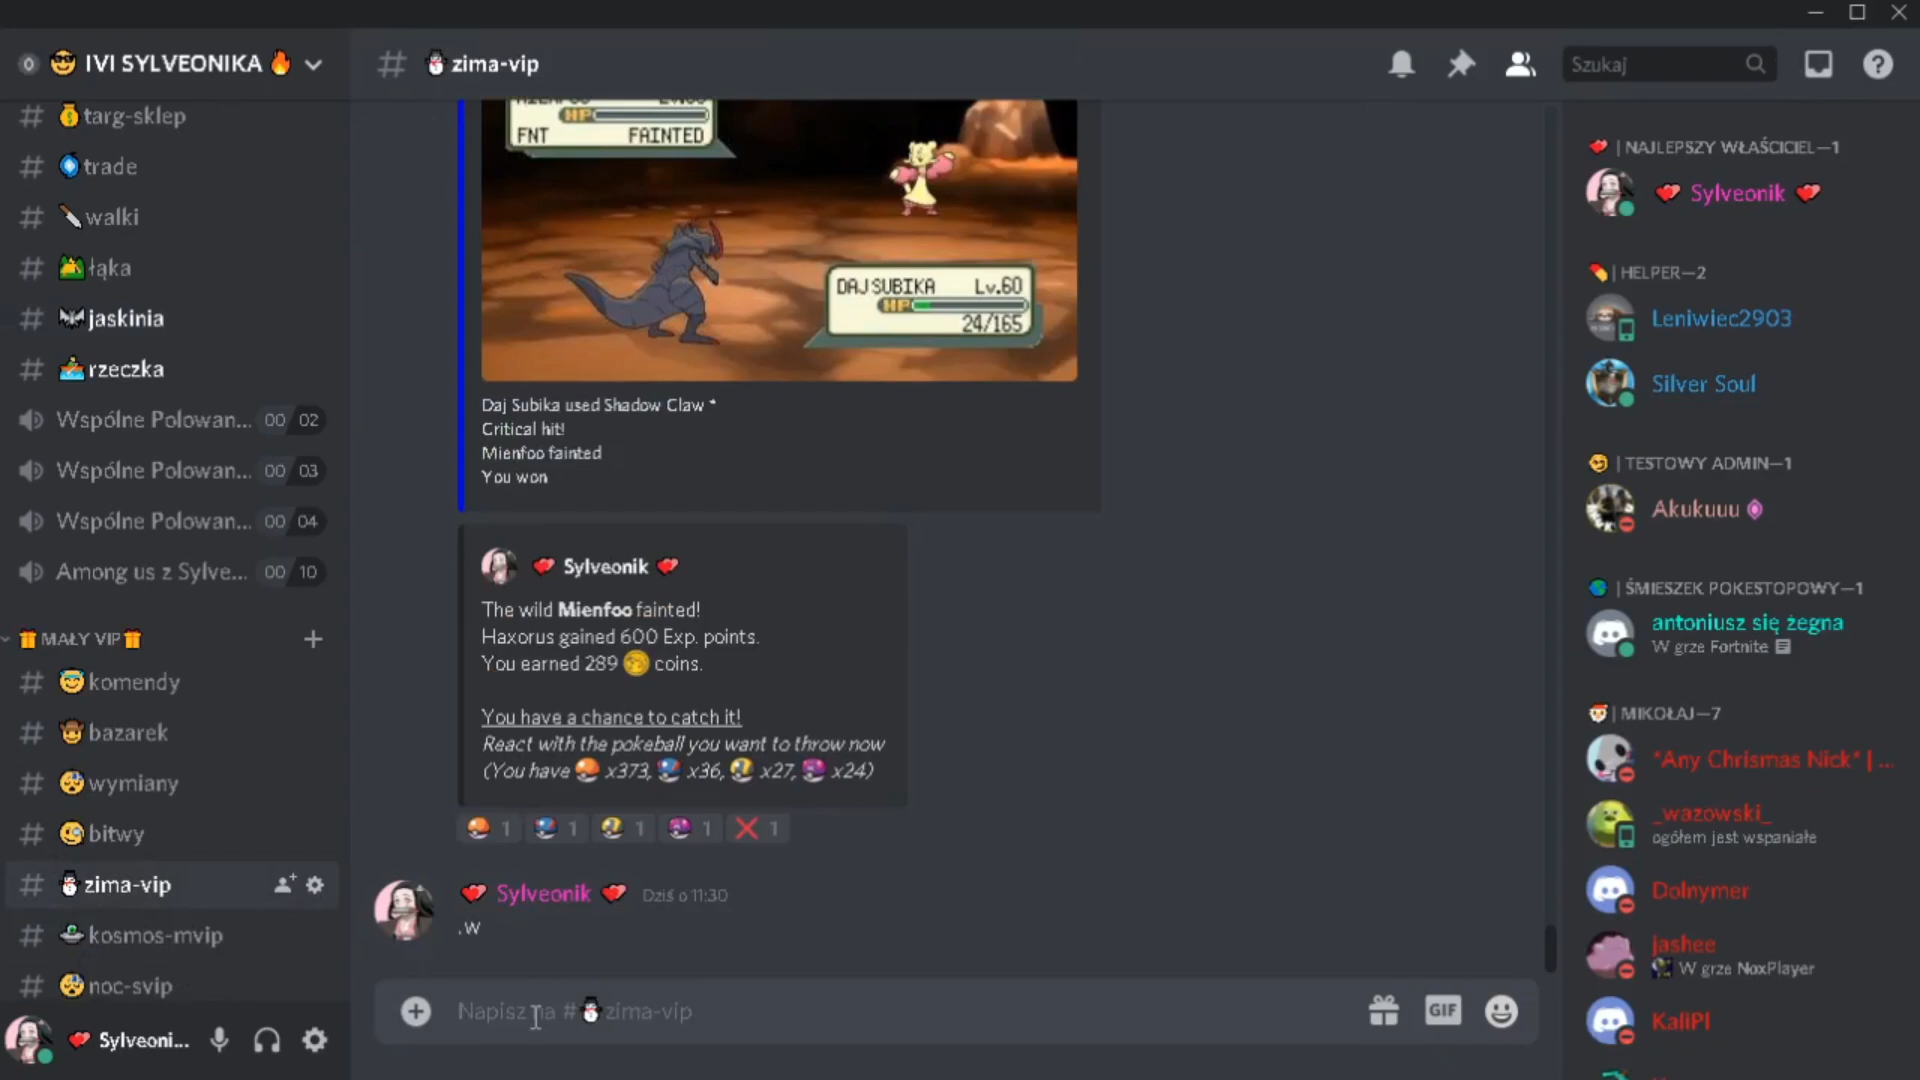 IVI SYLVEONIKA
zima-vip
Szukaj
targ-sklep
trade
walki
łąka
jaskinia
rzeczka
Wspólne Polowan... 00 02
Wspólne Polowan... 00 03
Wspólne Polowan... 00 04
Among us z Sylve... 00 10
MAŁY VIP
komendy
bazarek
wymiany
bitwy
zima-vip
kosmos-mvip
noc-svip
Sylveoni...
HP
FNT FAINTED
DAJ SUBIKA Lv.60
HP
24/165
Daj Subika used Shadow Claw *
Critical hit!
Mienfoo fainted
You won
Sylveonik
The wild Mienfoo fainted!
Haxorus gained 600 Exp. points.
You earned 289 coins.
You have a chance to catch it!
React with the pokeball you want to throw now
(You have x373, x36, x27, x24)
1 1 1 1 1
Sylveonik Dziś o 11:30
.w
Napisz na # zima-vip
GIF
| NAJLEPSZY WŁAŚCICIEL—1
Sylveonik
| HELPER—2
Leniwiec2903
Silver Soul
| TESTOWY ADMIN—1
Akukuuu
| ŚMIESZEK POKESTOPOWY—1
antoniusz się żegna
W grze Fortnite
| MIKOŁAJ—7
*Any Chrismas Nick* | ...
_wazowski_
ogółem jest wspaniałe
Dolnymer
jashee
W grze NoxPlayer
KaliPl